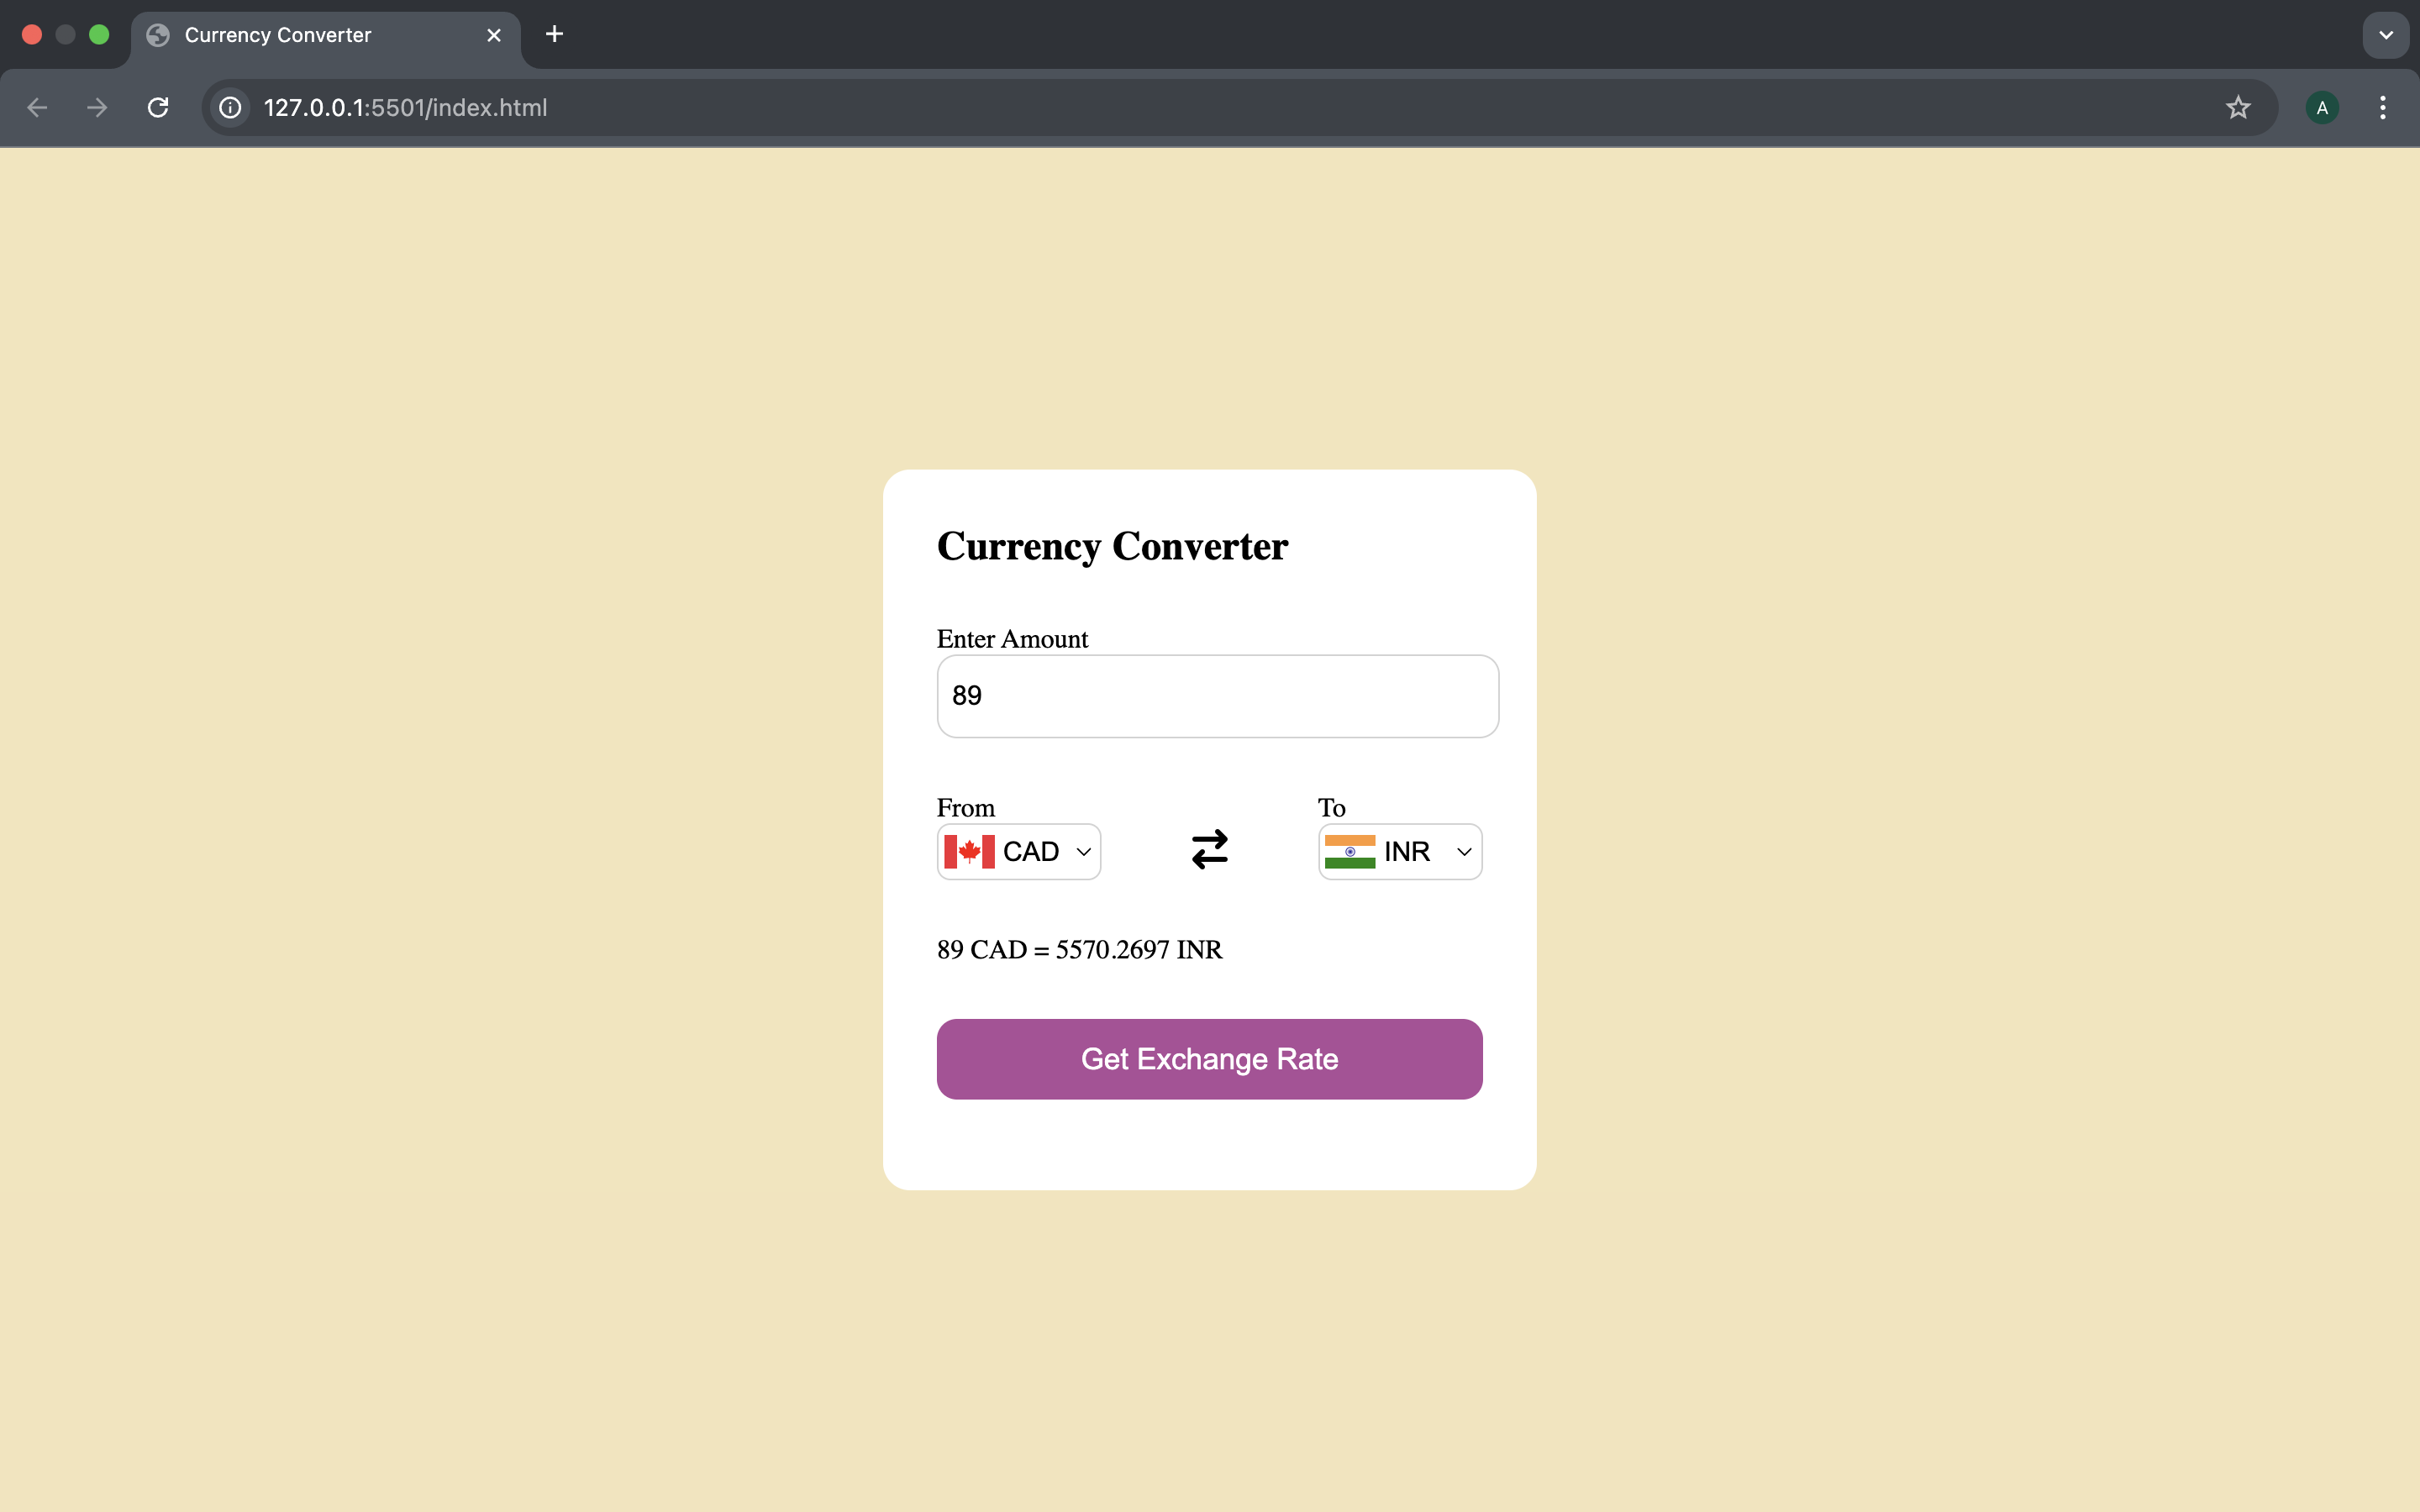 Currency Converter
127.0.0.1:5501/index.html
A
Currency Converter
Enter Amount
89
From
To
CAD
INR
89 CAD = 5570.2697 INR
Get Exchange Rate